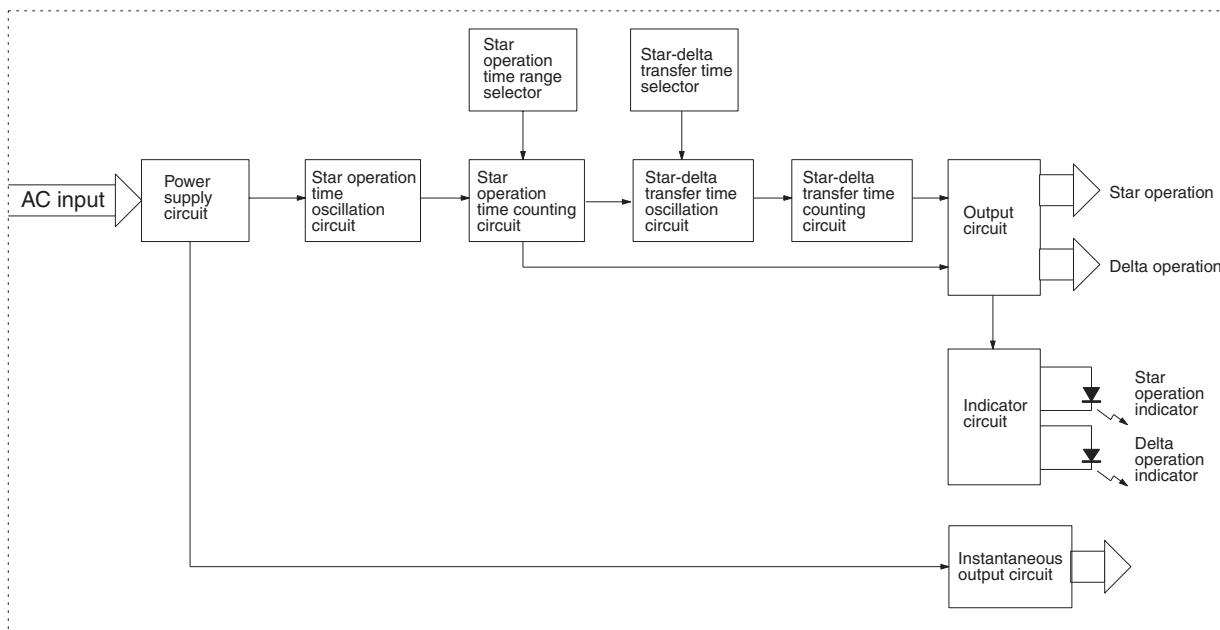 Star
operation
time range
selector
Star-delta
transfer time
selector
AC input
Power
supply
circuit
Star operation
time
oscillation
circuit
Star
operation
time counting
circuit
Star-delta
transfer time
oscillation circuit
Star-delta
transfer time
counting
circuit
Output
circuit
Star operation
Delta operation
Indicator
circuit
Star
operation
indicator
Delta
operation
indicator
Instantaneous
output circuit